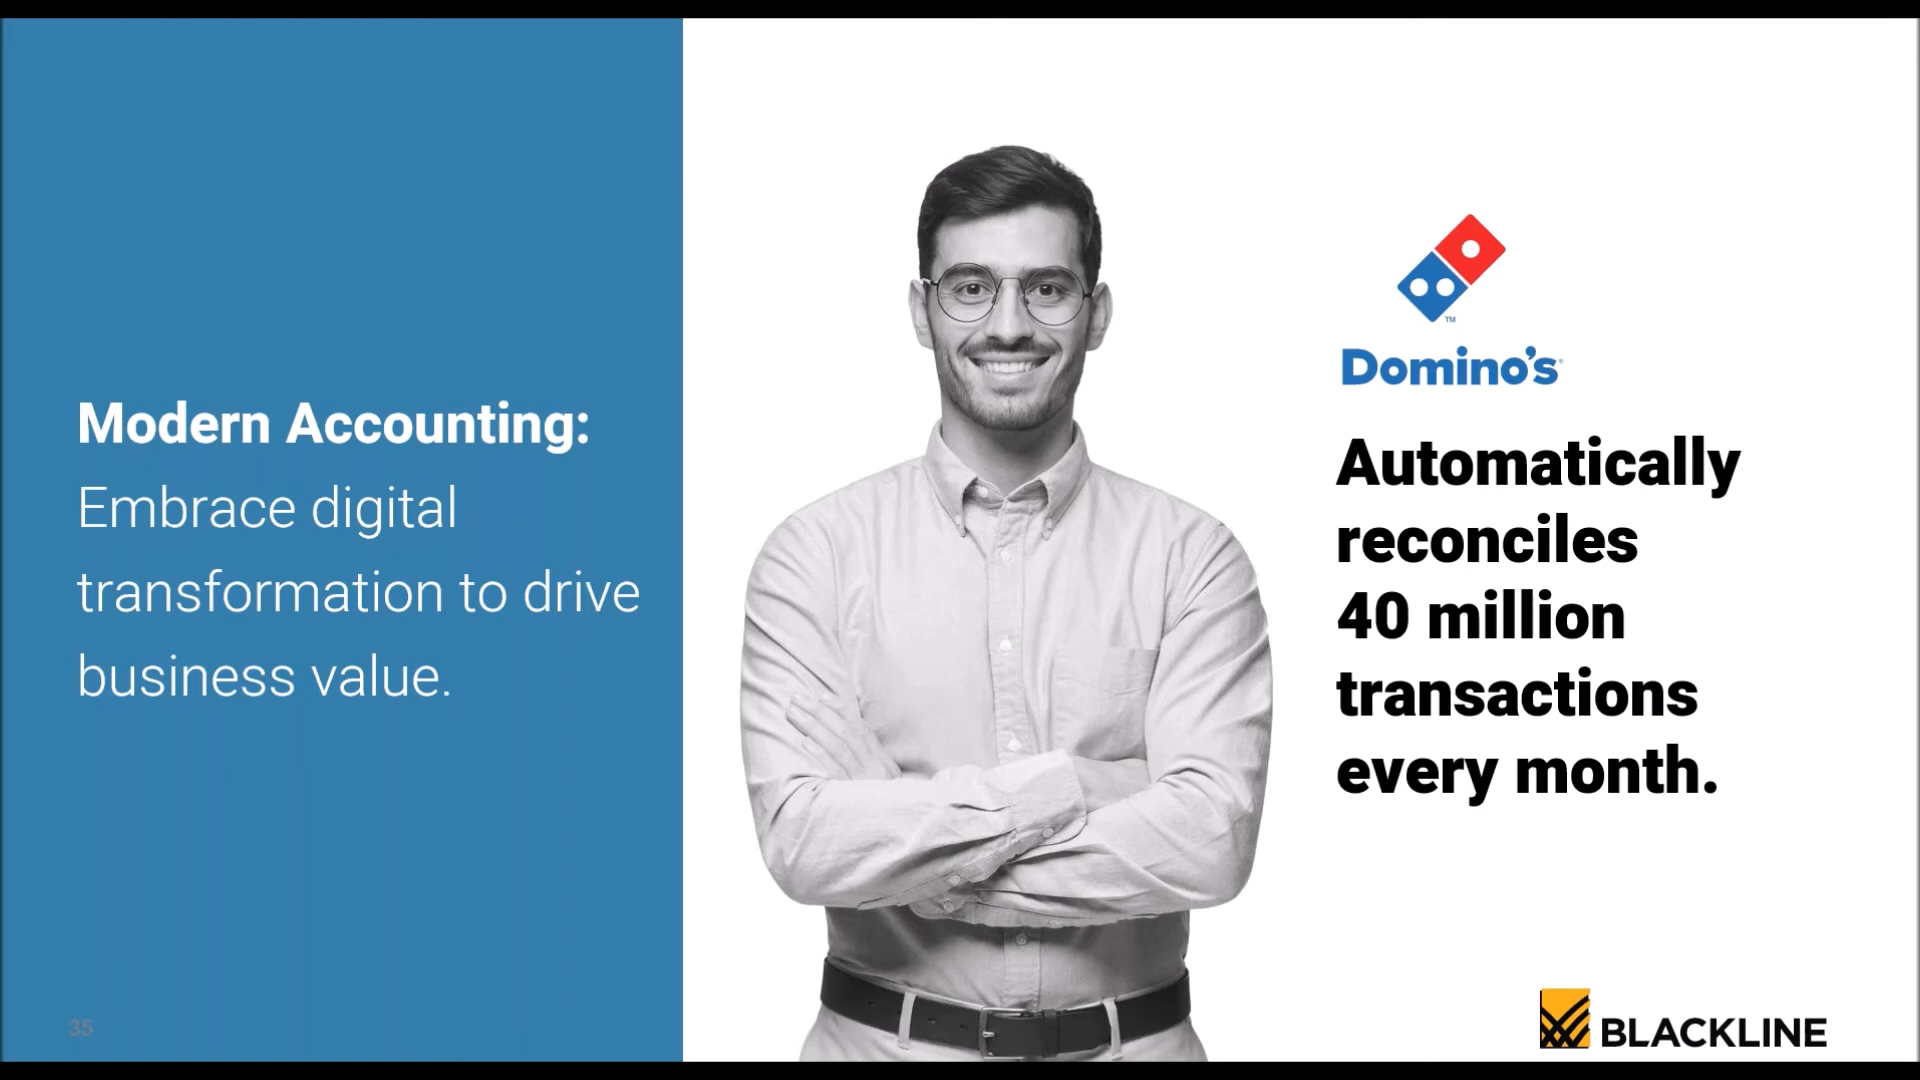 Modern Accounting:
Embrace digital
transformation to drive
business value.
35
TM
Domino's
Automatically
reconciles
40 million
transactions
every month.
BLACKLINE